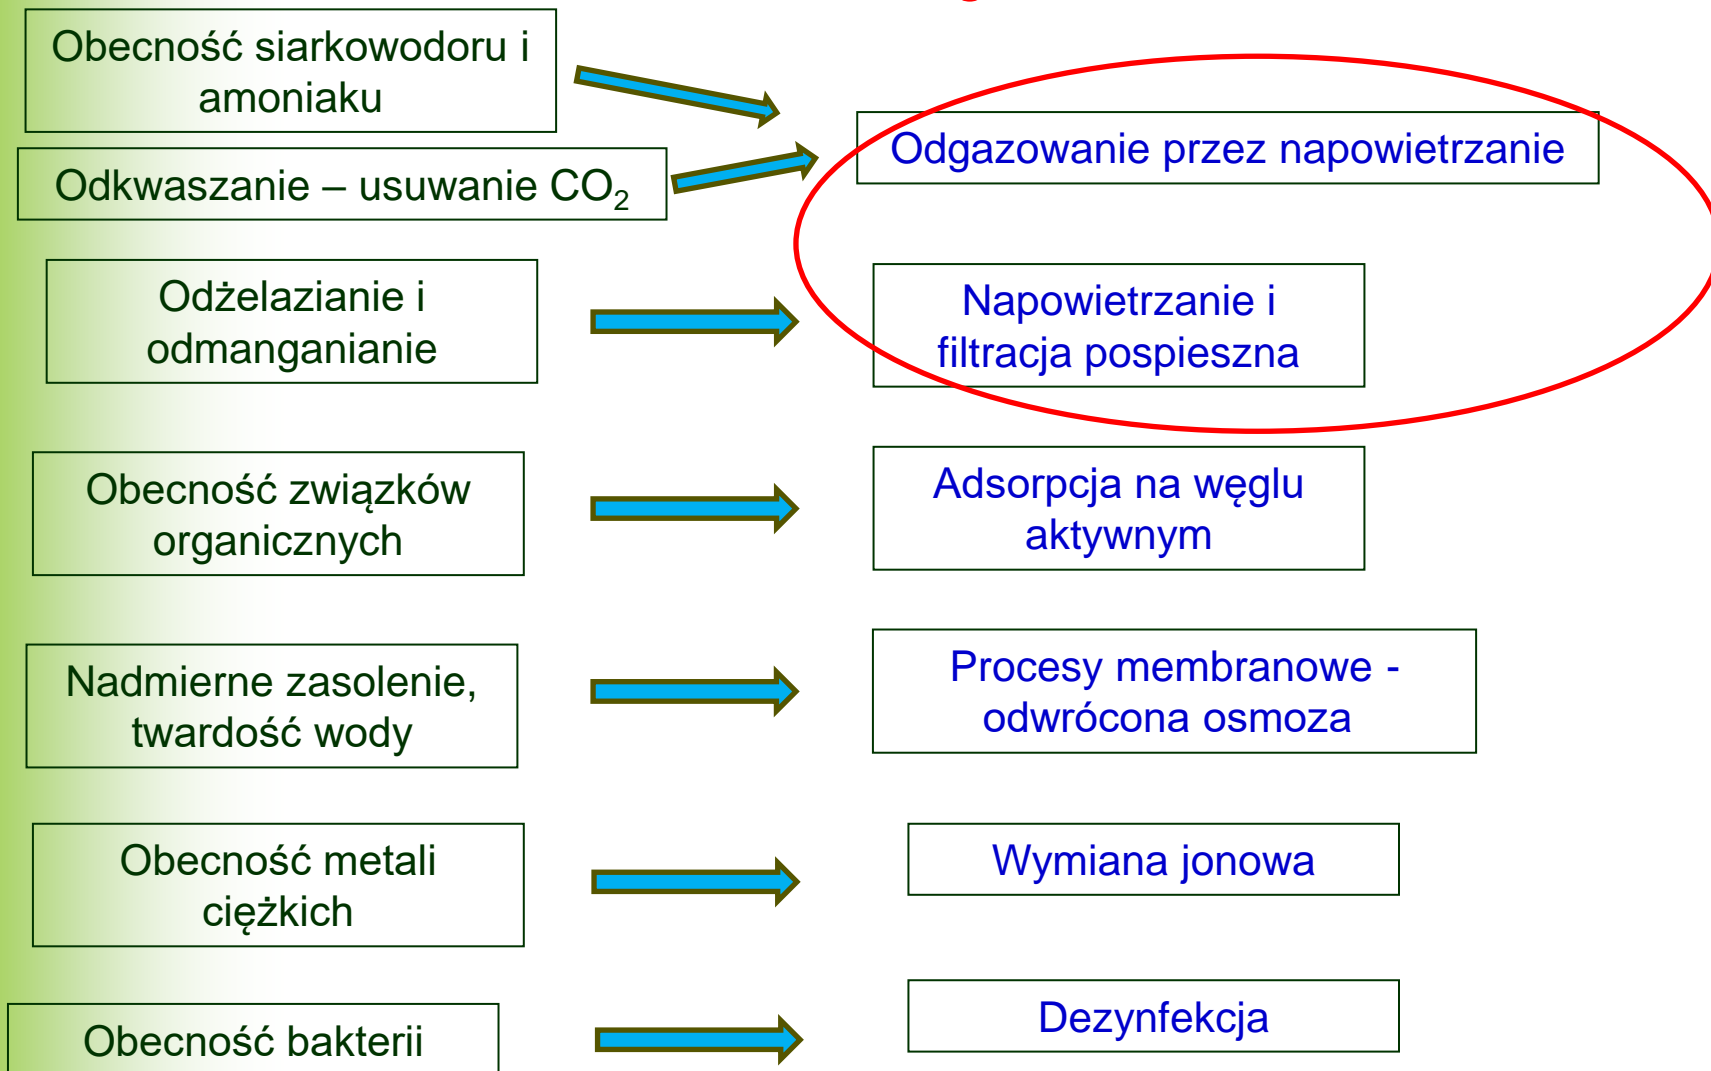 Obecność siarkowodoru i
amoniaku
Odgazowanie przez napowietrzanie
Odkwaszanie – usuwanie CO₂
Odżelazianie i
odmanganianie
Napowietrzanie i
filtracja pospieszna
Obecność związków
organicznych
Adsorpcja na węglu
aktywnym
Nadmierne zasolenie,
twardość wody
Procesy membranowe -
odwrócona osmoza
Obecność metali
ciężkich
Wymiana jonowa
Obecność bakterii
Dezynfekcja